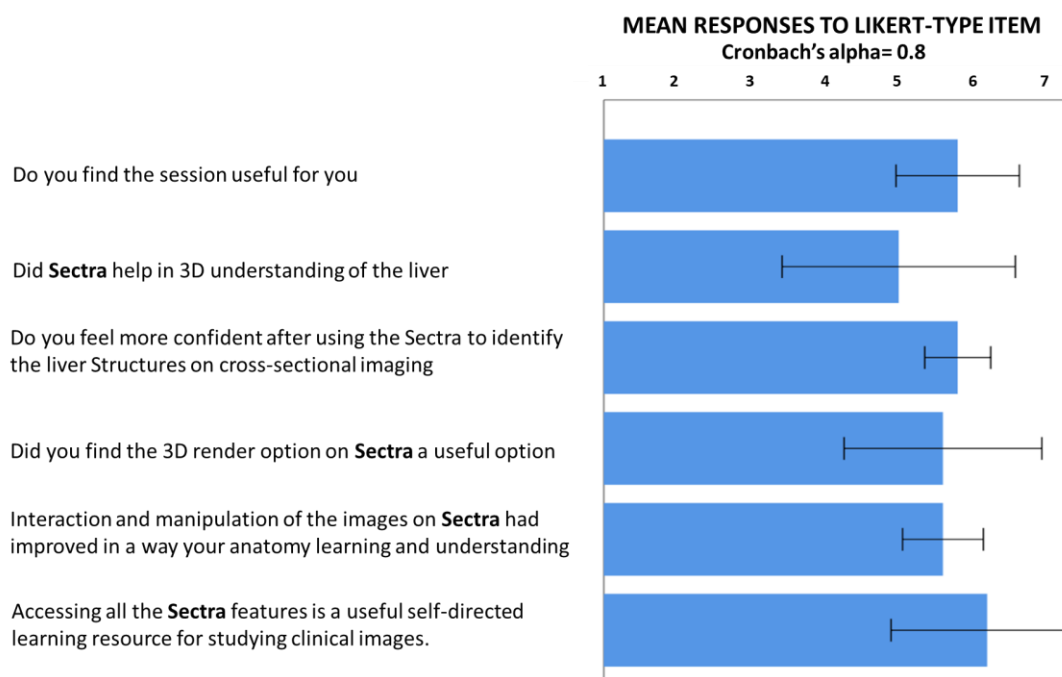 MEAN RESPONSES TO LIKERT-TYPE ITEM
Cronbach's alpha= 0.8
1 2 3 4 5 6 7
Do you find the session useful for you
Did Sectra help in 3D understanding of the liver
Do you feel more confident after using the Sectra to identify
the liver Structures on cross-sectional imaging
Did you find the 3D render option on Sectra a useful option
Interaction and manipulation of the images on Sectra had
improved in a way your anatomy learning and understanding
Accessing all the Sectra features is a useful self-directed
learning resource for studying clinical images.